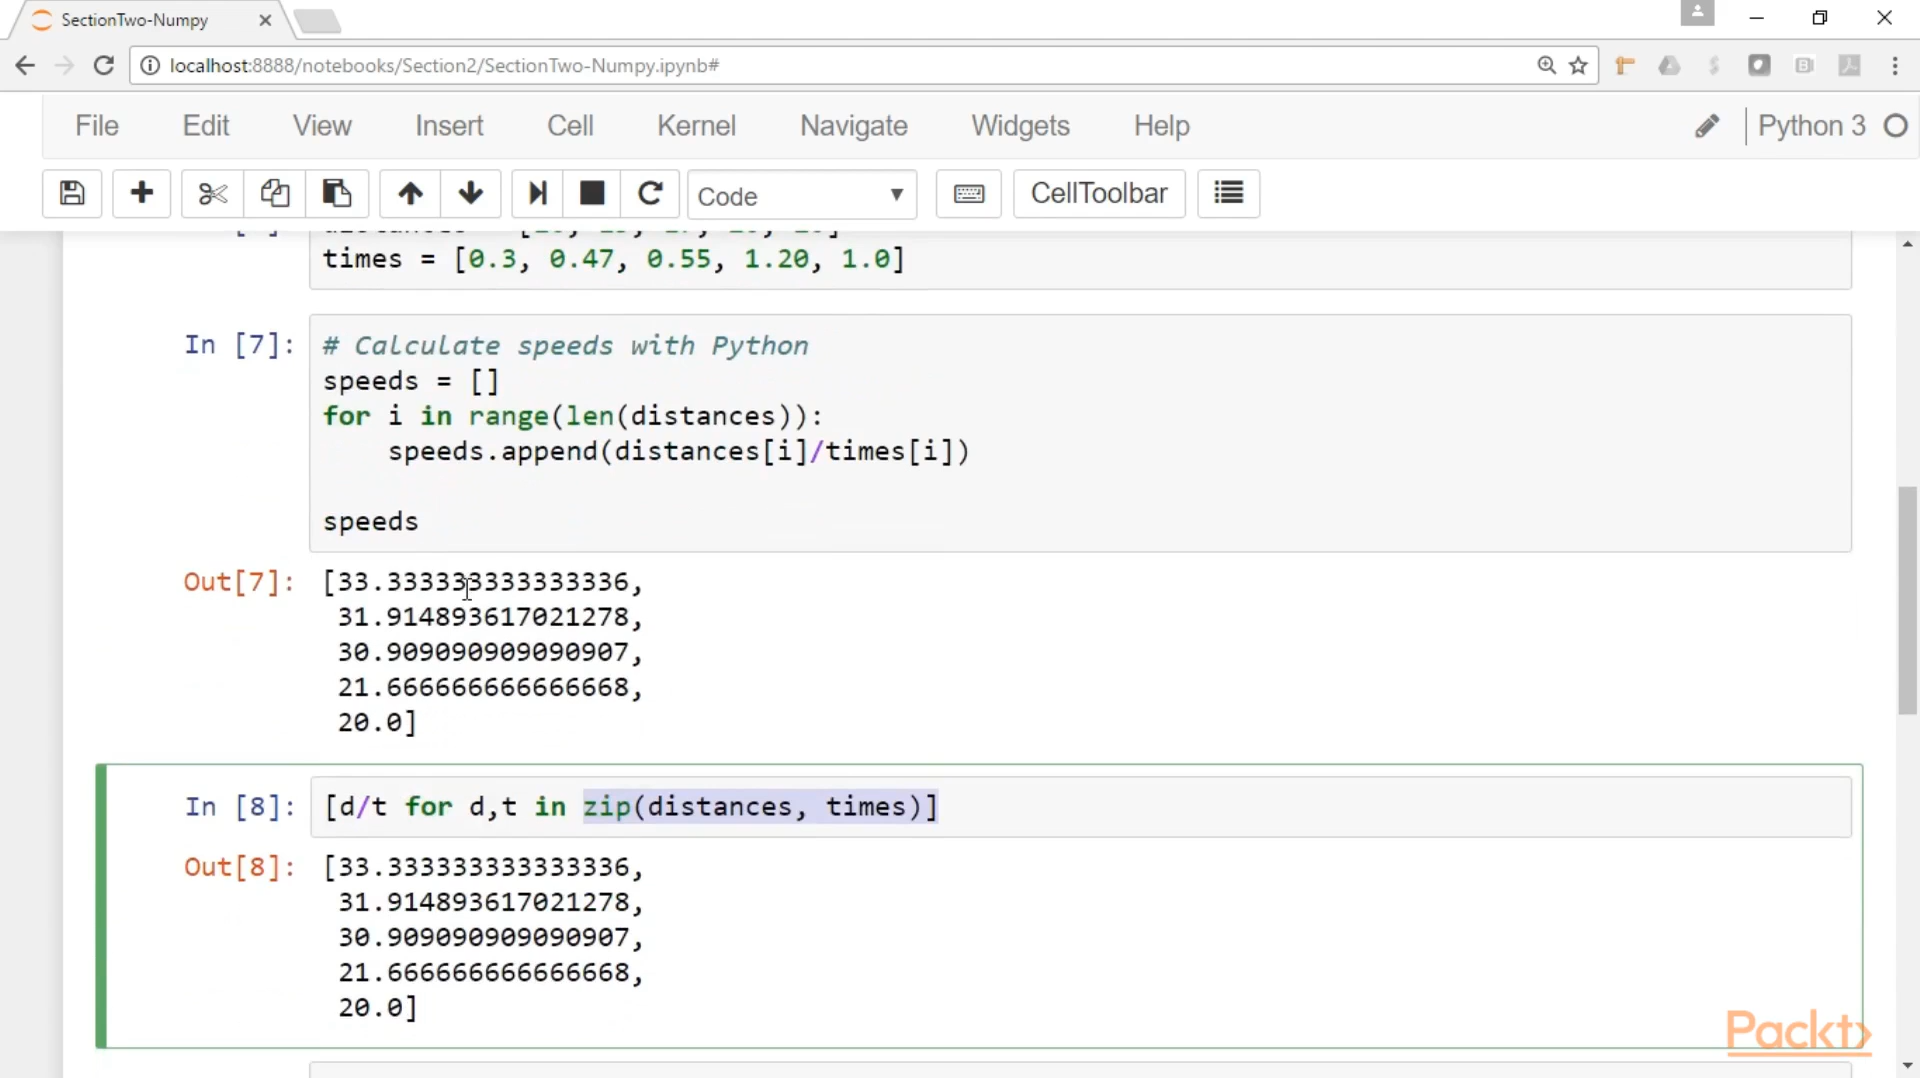 SectionTwo-Numpy
localhost:8888/notebooks/Section2/SectionTwo-Numpy.ipynb#
File Edit View Insert Cell Kernel Navigate Widgets Help Python 3
Code CellToolbar
times = [0.3, 0.47, 0.55, 1.20, 1.0]
In [7]: # Calculate speeds with Python
speeds = []
for i in range(len(distances)):
speeds.append(distances[i]/times[i])
speeds
Out[7]: [33.333333333333336,
31.914893617021278,
30.909090909090907,
21.666666666666668,
20.0]
In [8]: [d/t for d,t in zip(distances, times)]
Out[8]: [33.333333333333336,
31.914893617021278,
30.909090909090907,
21.666666666666668,
20.0]
Packt>